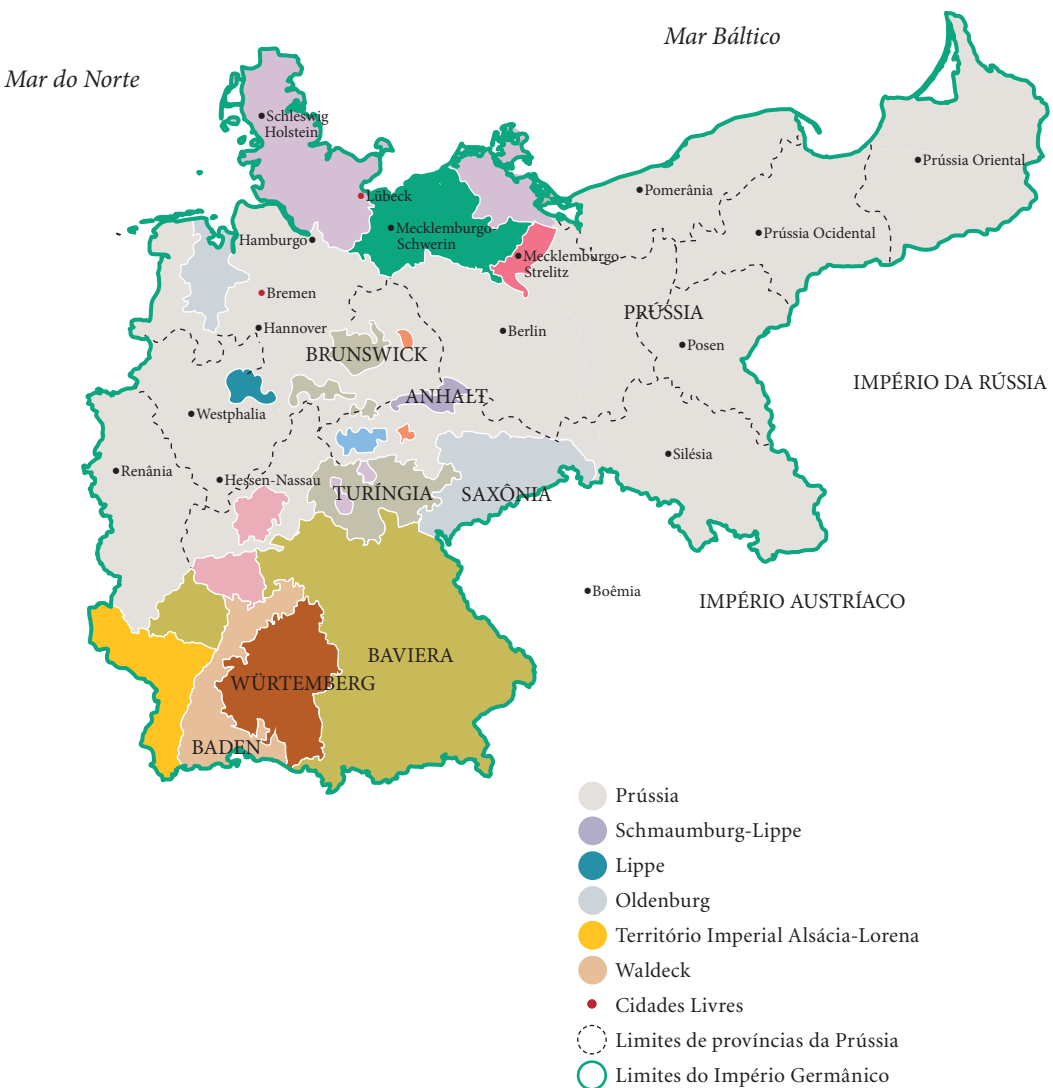 Mar Báltico
Mar do Norte
Schleswig
Holstein
Prússia Oriental
Pomerânia
Lübeck
Mecklemburgo-
Schwerin
Prússia Ocidental
Hamburgo
Mecklemburgo
Strelitz
Bremen
PRÚSSIA
Hannover
Berlin
Posen
BRUNSWICK
IMPÉRIO DA RÚSSIA
ANHALT
Westphalia
Silésia
Renânia
Hessen-Nassau
TURÍNGIA
SAXÔNIA
Boêmia
IMPÉRIO AUSTRÍACO
BAVIERA
WÜRTEMBERG
BADEN
Prússia
Schmaumburg-Lippe
Lippe
Oldenburg
Território Imperial Alsácia-Lorena
Waldeck
Cidades Livres
Limites de províncias da Prússia
Limites do Império Germânico